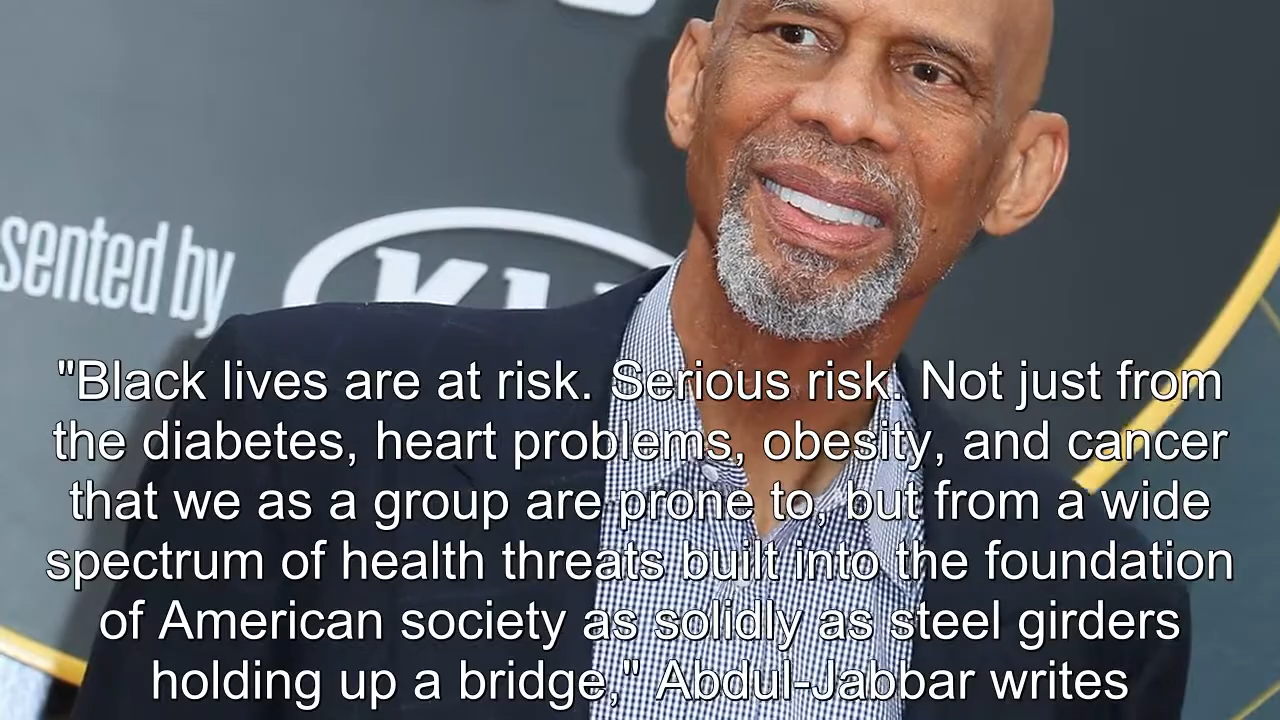 sented by
"Black lives are at risk. Serious risk. Not just from
the diabetes, heart problems, obesity, and cancer
that we as a group are prone to, but from a wide
spectrum of health threats built into the foundation
of American society as solidly as steel girders
holding up a bridge," Abdul-Jabbar writes